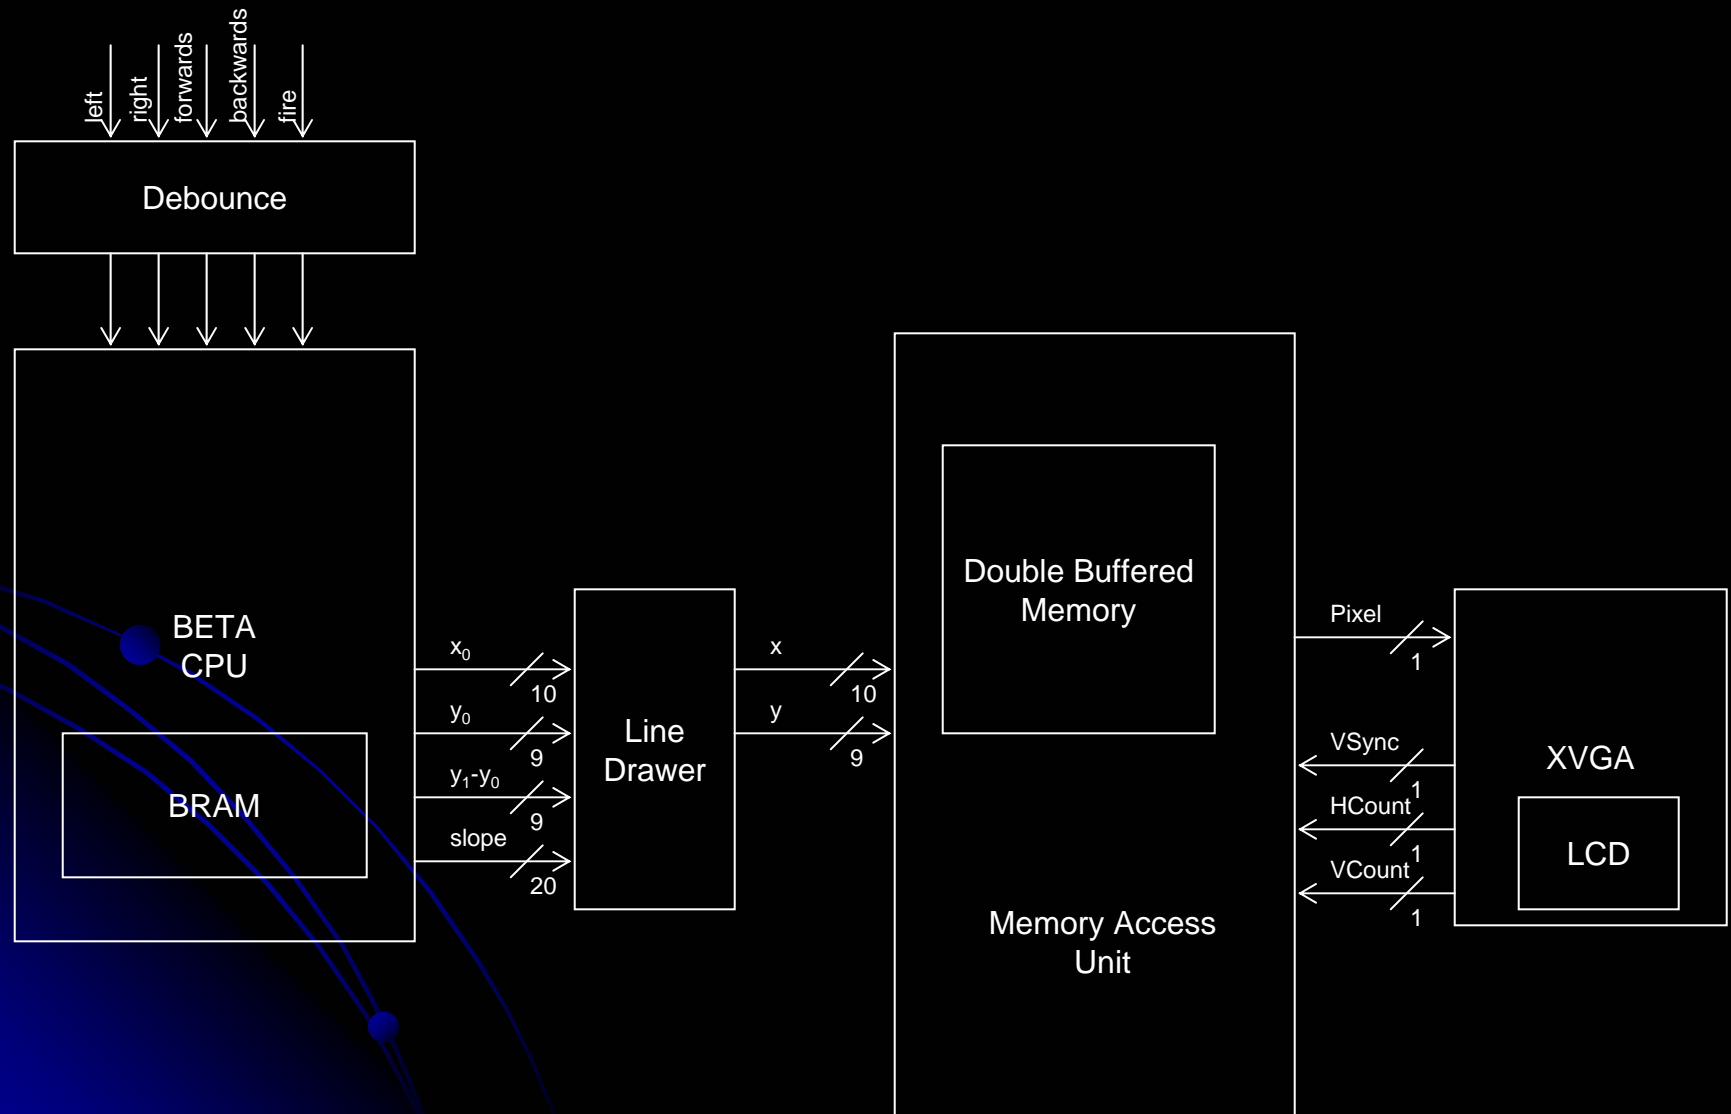 left
right
forwards
backwards
fire
Debounce
BETA
CPU
BRAM
x₀
10
y₀
9
y₁-y₀
9
slope
20
Line
Drawer
x
10
y
9
Double Buffered
Memory
Memory Access
Unit
Pixel
1
VSync
1
HCount
1
VCount
1
XVGA
LCD